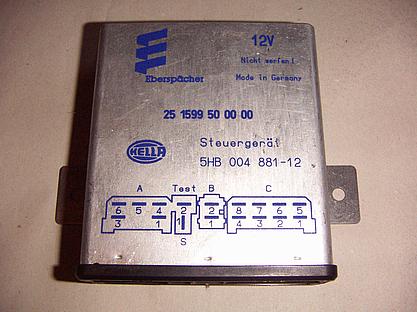 12V
Nicht werfen!
Eberspächer
Made in Germany
25 1599 50 00 00
HELLA
Steuergerät
5HB 004 881-12
A Test B C
6 5 4 2 2 8 7 6 5
3 1 1 1 4 3 2 1
S